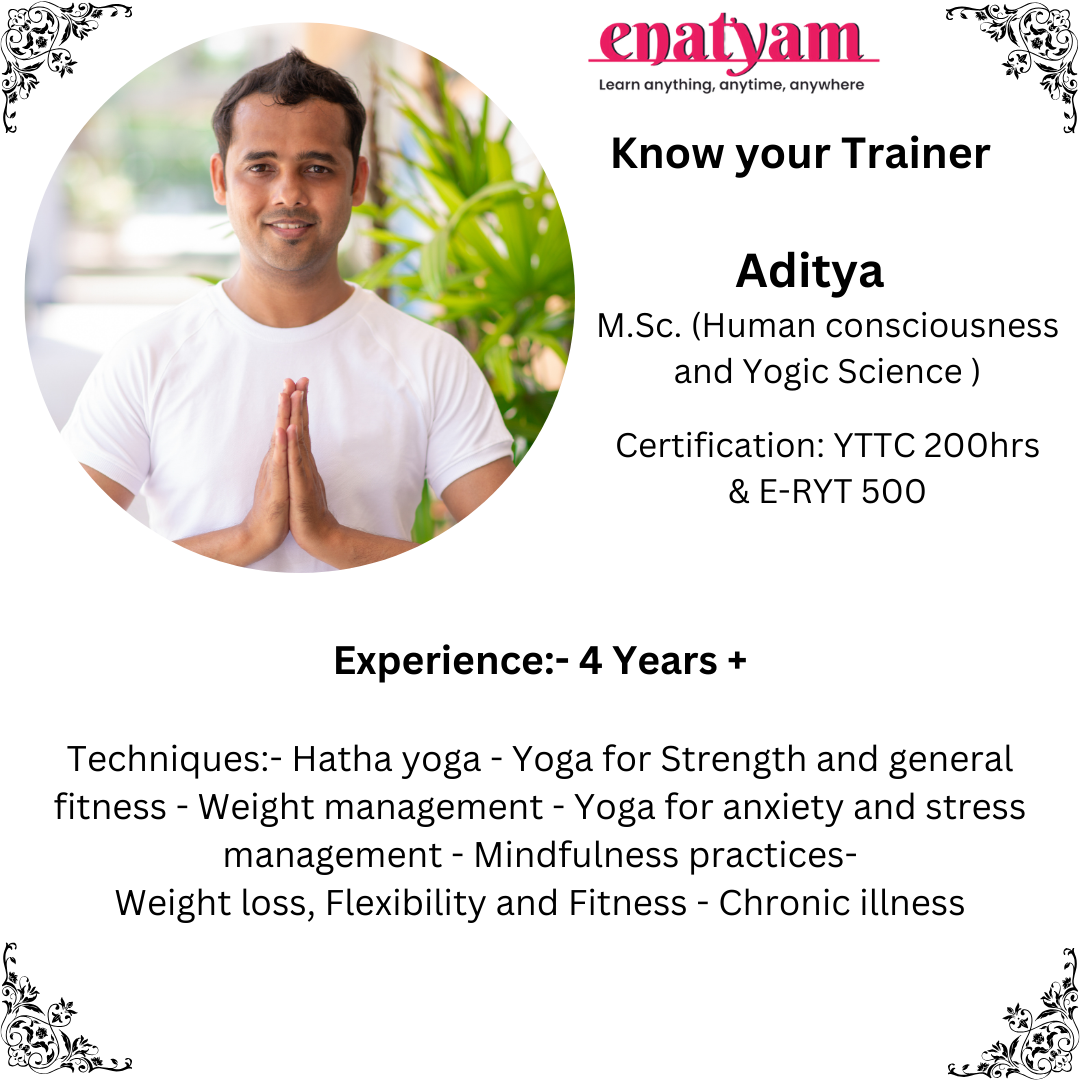 enatyam
Learn anything, anytime, anywhere
Know your Trainer
Aditya
M.Sc. (Human consciousness
and Yogic Science )
Certification: YTTC 200hrs
& E-RYT 500
Experience:- 4 Years +
Techniques:- Hatha yoga - Yoga for Strength and general
fitness - Weight management - Yoga for anxiety and stress
management - Mindfulness practices-
Weight loss, Flexibility and Fitness - Chronic illness